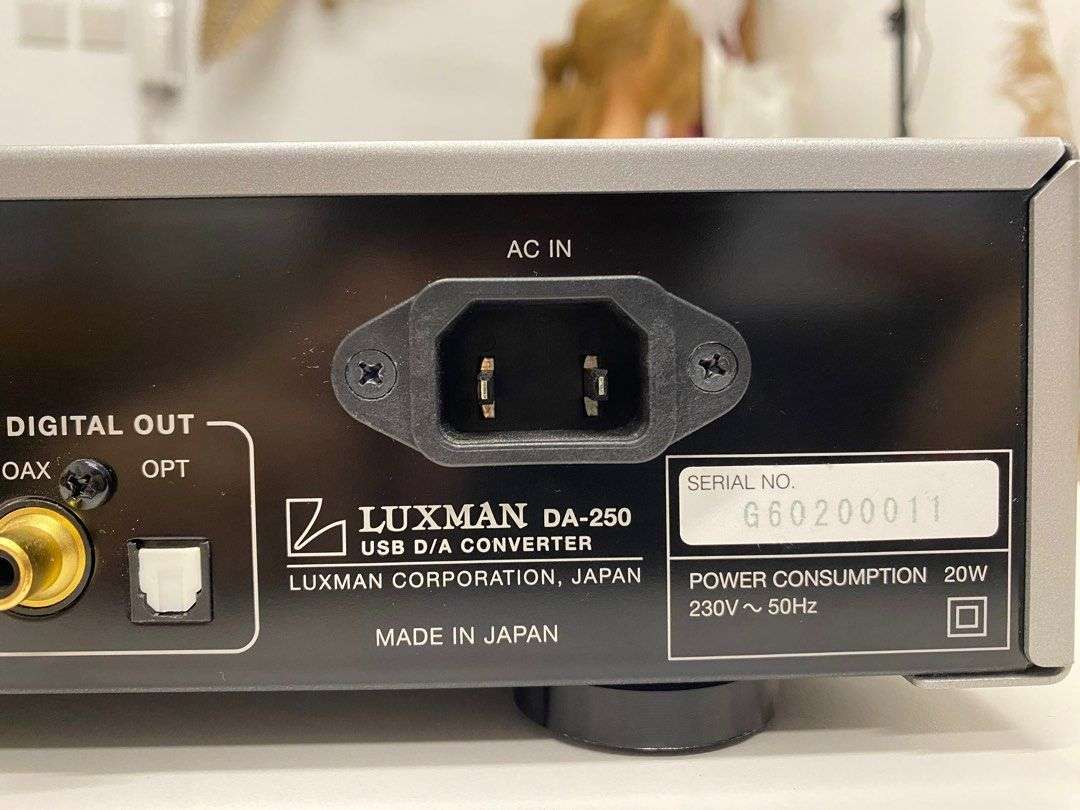 AC IN
DIGITAL OUT
OAX
OPT
LUXMAN DA-250
USB D/A CONVERTER
LUXMAN CORPORATION, JAPAN
MADE IN JAPAN
SERIAL NO.
G60200011
POWER CONSUMPTION 20W
230V ~ 50Hz